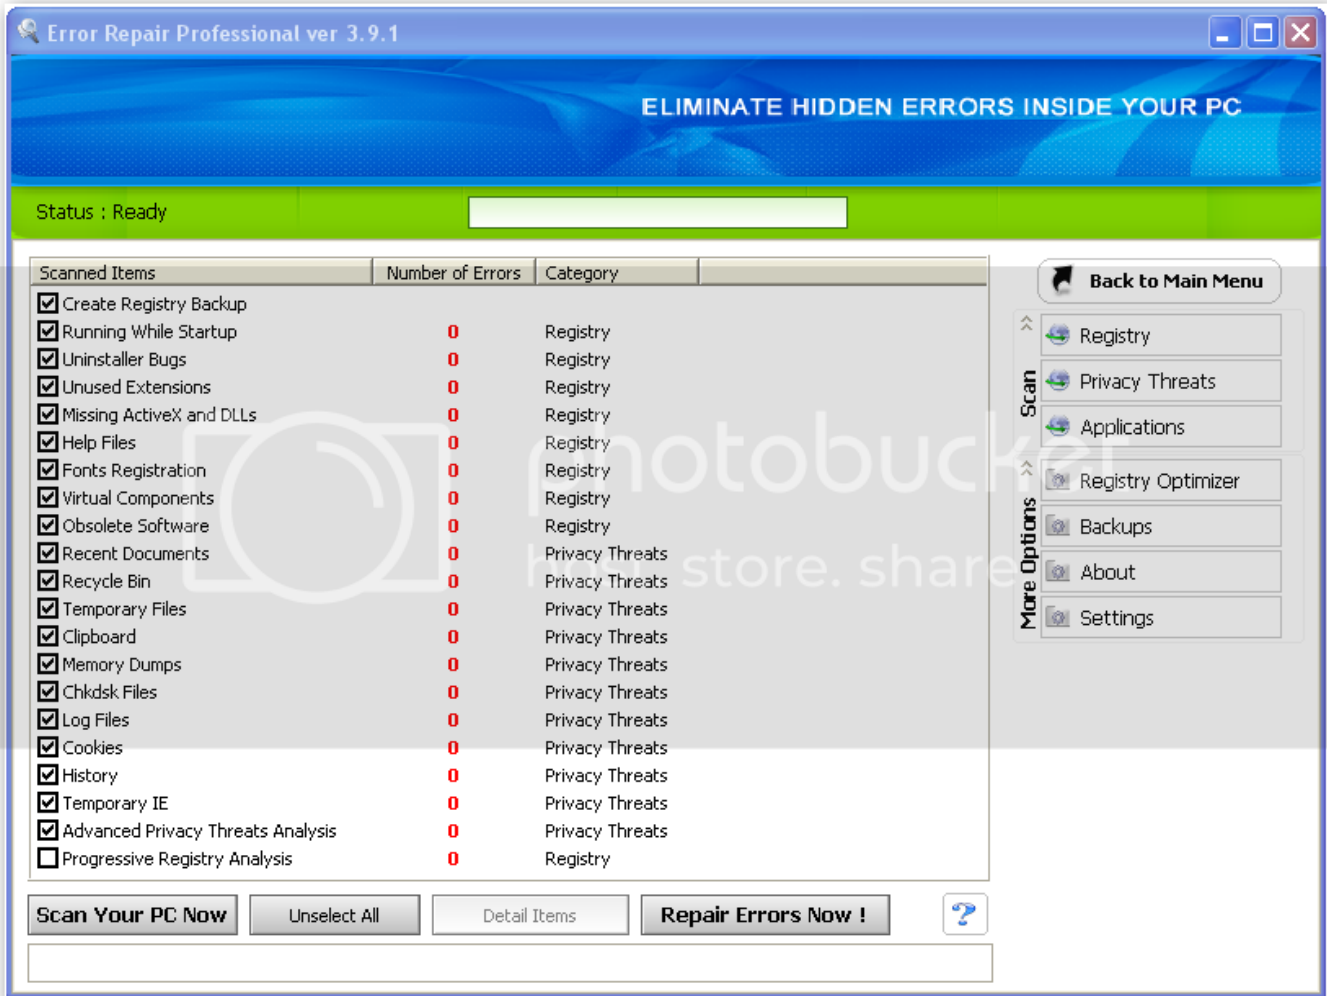 Error Repair Professional ver 3.9.1
ELIMINATE HIDDEN ERRORS INSIDE YOUR PC
Status : Ready
Scanned Items Number of Errors Category
Create Registry Backup
Running While Startup 0 Registry
Uninstaller Bugs 0 Registry
Unused Extensions 0 Registry
Missing ActiveX and DLLs 0 Registry
Help Files 0 Registry
Fonts Registration 0 Registry
Virtual Components 0 Registry
Obsolete Software 0 Registry
Recent Documents 0 Privacy Threats
Recycle Bin 0 Privacy Threats
Temporary Files 0 Privacy Threats
Clipboard 0 Privacy Threats
Memory Dumps 0 Privacy Threats
Chkdsk Files 0 Privacy Threats
Log Files 0 Privacy Threats
Cookies 0 Privacy Threats
History 0 Privacy Threats
Temporary IE 0 Privacy Threats
Advanced Privacy Threats Analysis 0 Privacy Threats
Progressive Registry Analysis 0 Registry
Scan Your PC Now
Unselect All
Detail Items
Repair Errors Now !
?
Back to Main Menu
Scan
Registry
Privacy Threats
Applications
More Options
Registry Optimizer
Backups
About
Settings
photobucket
host. store. share